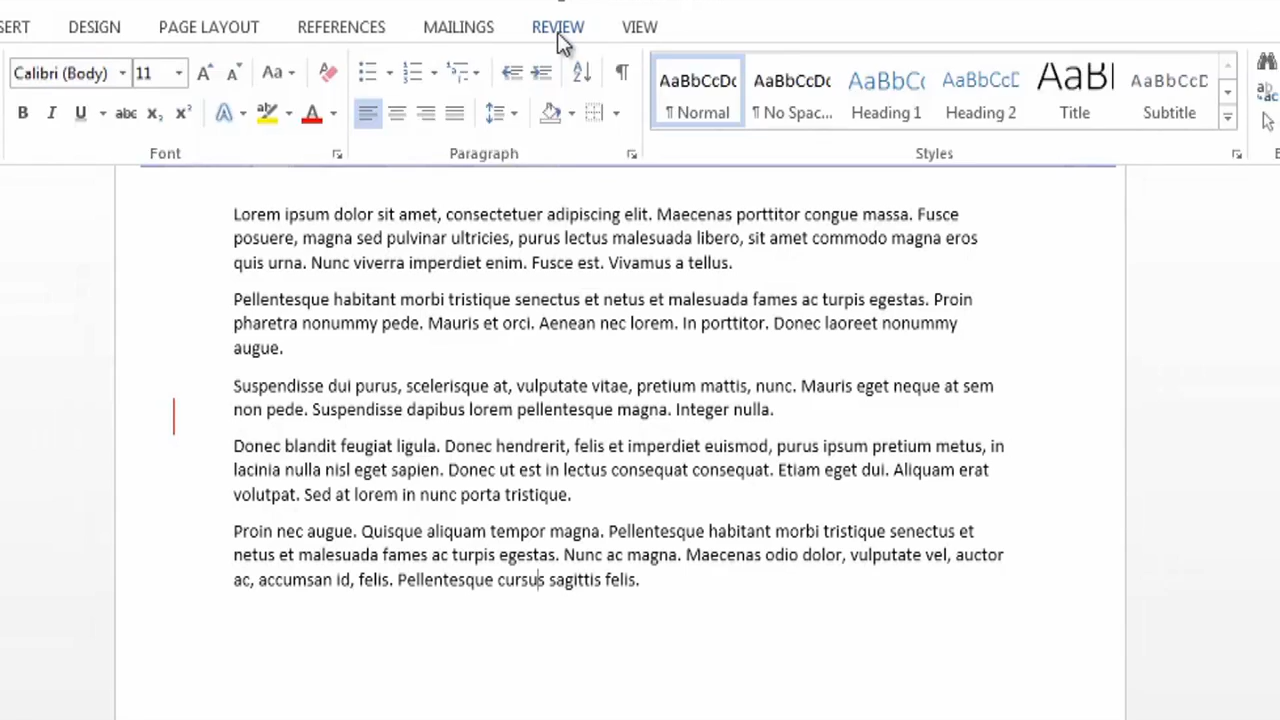 SERT DESIGN PAGE LAYOUT REFERENCES MAILINGS REVIEW VIEW
Calibri (Body) 11 A A Aa AaBbCcDc AaBbCcDc AaBbCc AaBbCcD AaBl AaBbCcD
B I U abc x₂ x² A A ¶ Normal ¶ No Spac... Heading 1 Heading 2 Title Subtitle
Font Paragraph Styles
Lorem ipsum dolor sit amet, consectetuer adipiscing elit. Maecenas porttitor congue massa. Fusce
posuere, magna sed pulvinar ultricies, purus lectus malesuada libero, sit amet commodo magna eros
quis urna. Nunc viverra imperdiet enim. Fusce est. Vivamus a tellus.
Pellentesque habitant morbi tristique senectus et netus et malesuada fames ac turpis egestas. Proin
pharetra nonummy pede. Mauris et orci. Aenean nec lorem. In porttitor. Donec laoreet nonummy
augue.
Suspendisse dui purus, scelerisque at, vulputate vitae, pretium mattis, nunc. Mauris eget neque at sem
non pede. Suspendisse dapibus lorem pellentesque magna. Integer nulla.
Donec blandit feugiat ligula. Donec hendrerit, felis et imperdiet euismod, purus ipsum pretium metus, in
lacinia nulla nisl eget sapien. Donec ut est in lectus consequat consequat. Etiam eget dui. Aliquam erat
volutpat. Sed at lorem in nunc porta tristique.
Proin nec augue. Quisque aliquam tempor magna. Pellentesque habitant morbi tristique senectus et
netus et malesuada fames ac turpis egestas. Nunc ac magna. Maecenas odio dolor, vulputate vel, auctor
ac, accumsan id, felis. Pellentesque cursus sagittis felis.